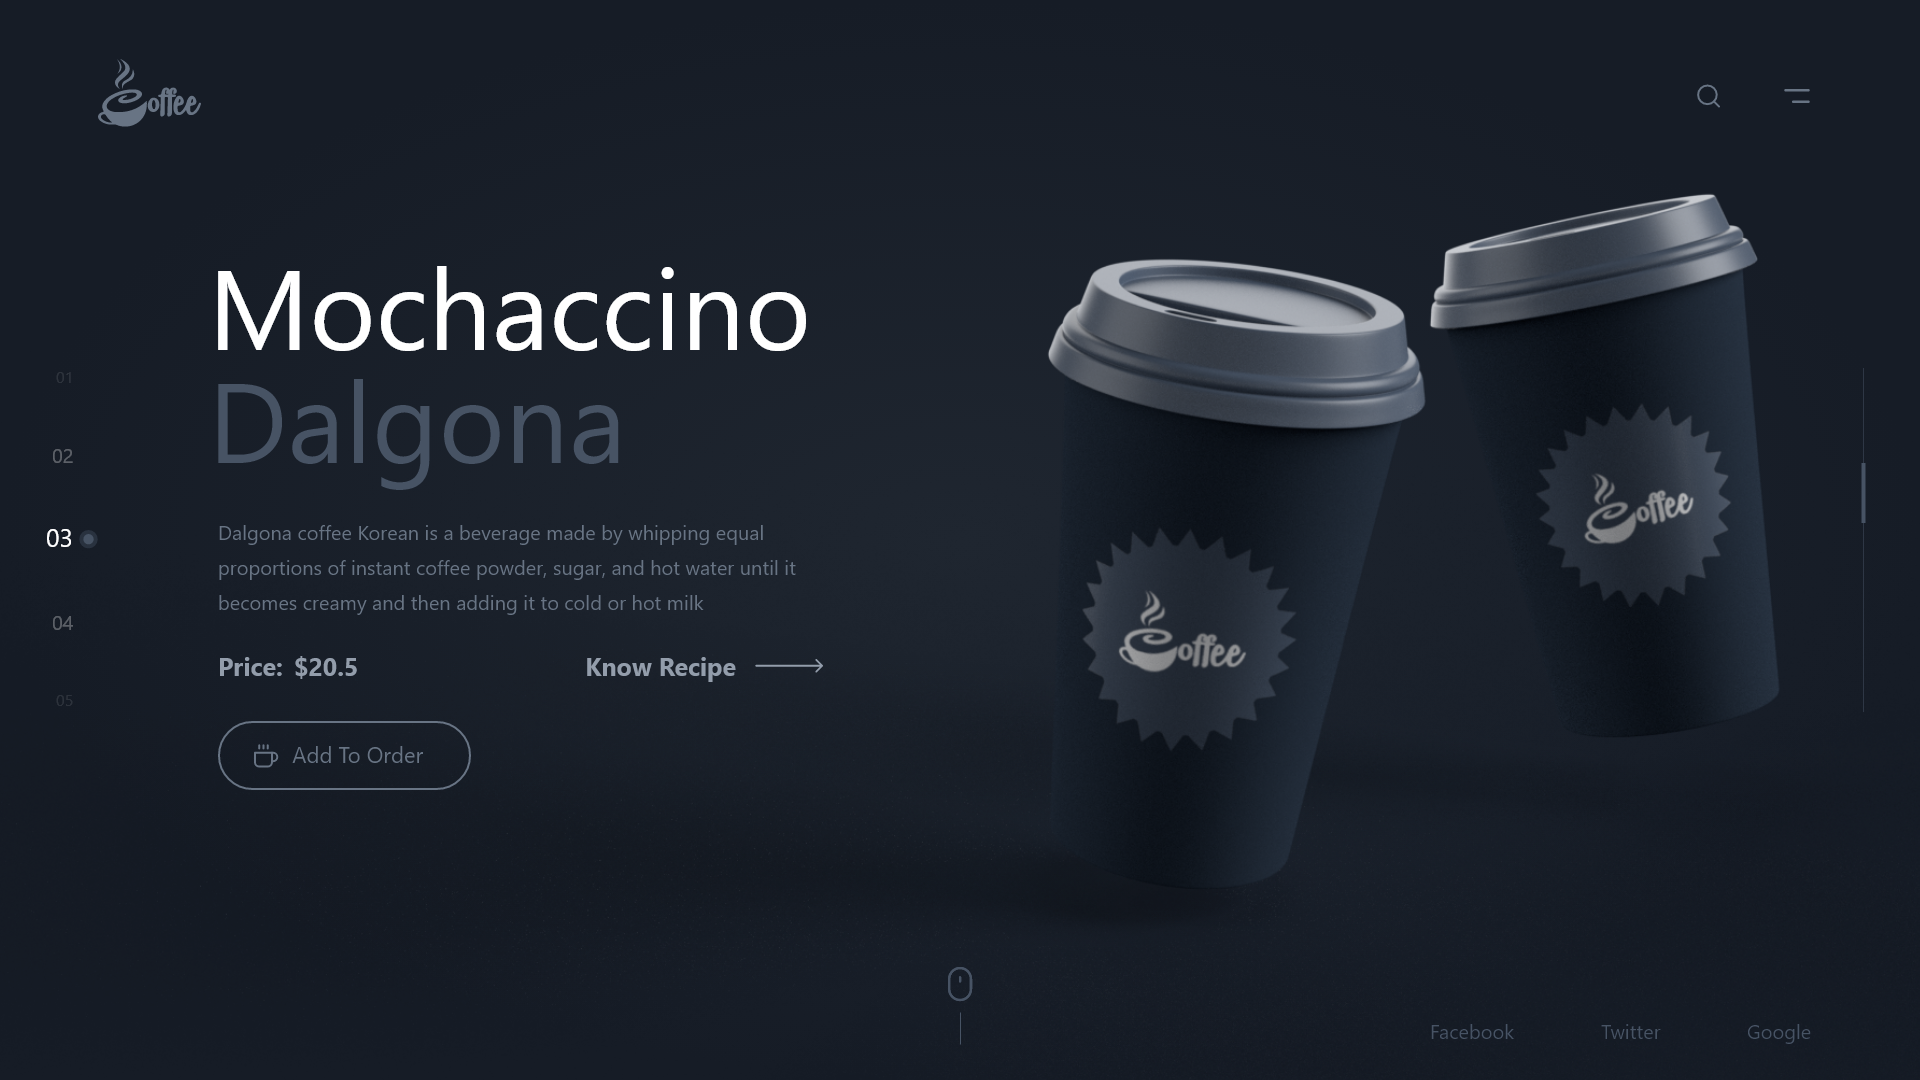 Coffee
Mochaccino
Dalgona
01
02
03
04
05
Dalgona coffee Korean is a beverage made by whipping equal
proportions of instant coffee powder, sugar, and hot water until it
becomes creamy and then adding it to cold or hot milk
Price: $20.5
Know Recipe
Add To Order
Coffee
Coffee
Facebook
Twitter
Google